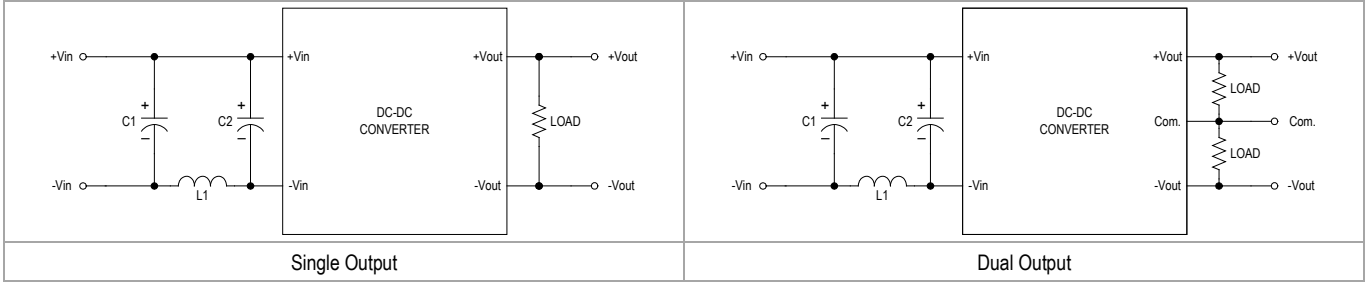 +Vin
+Vin
+Vout
+Vout
C1
+
–
C2
+
–
DC-DC
CONVERTER
LOAD
-Vin
L1
-Vin
-Vout
-Vout
Single Output
+Vin
+Vin
+Vout
+Vout
C1
+
–
C2
+
–
DC-DC
CONVERTER
LOAD
Com.
Com.
LOAD
-Vin
L1
-Vin
-Vout
-Vout
Dual Output